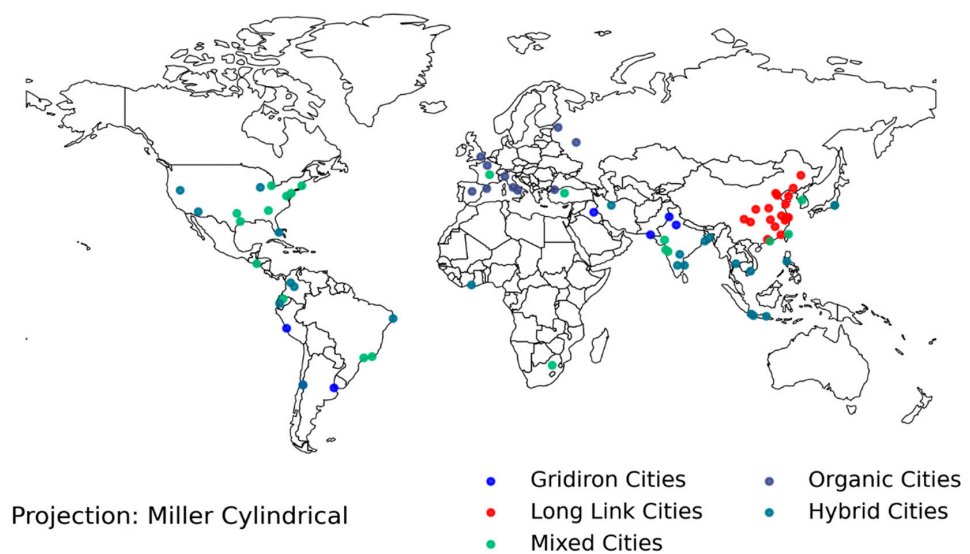 Gridiron Cities
Organic Cities
Projection: Miller Cylindrical
Long Link Cities
Hybrid Cities
Mixed Cities